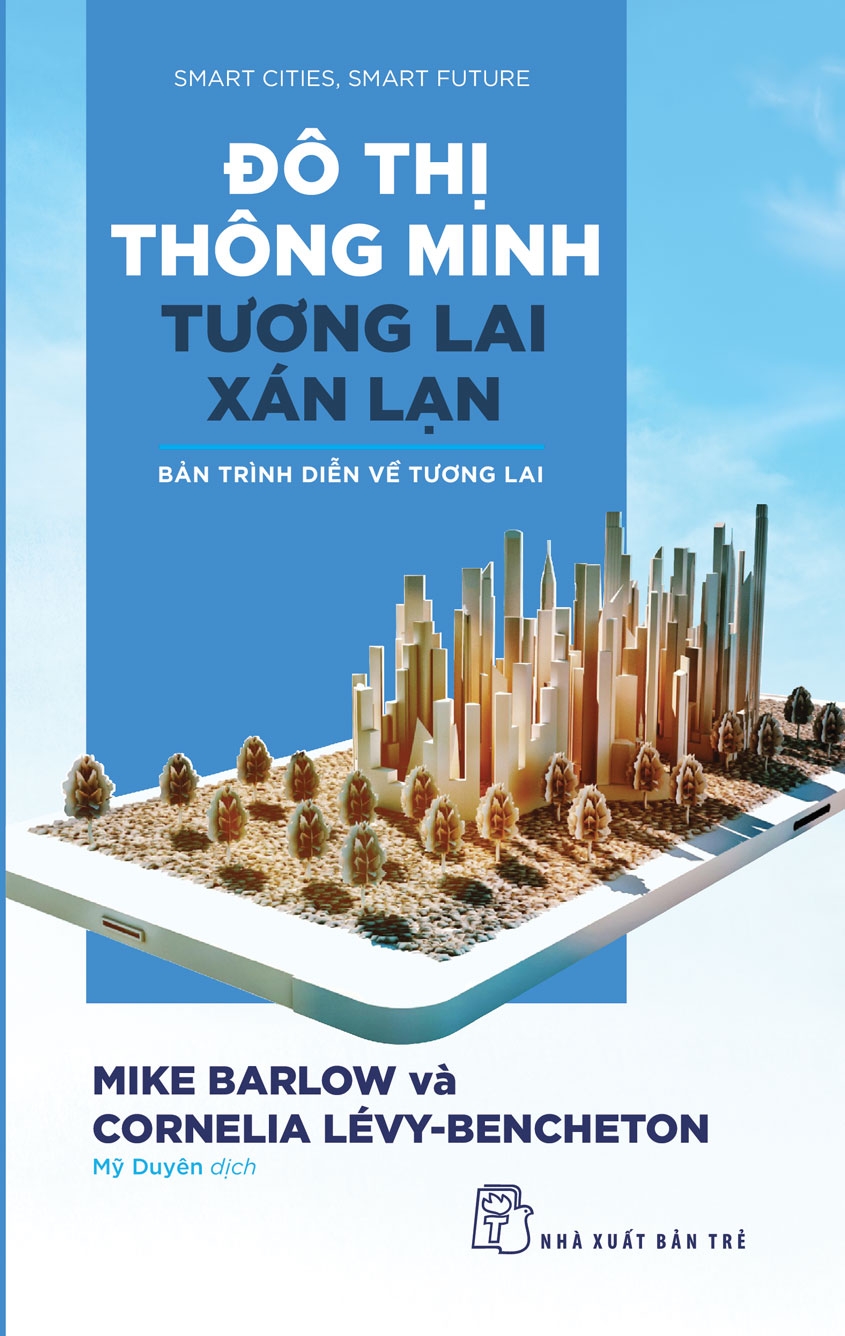 SMART CITIES, SMART FUTURE
ĐÔ THỊ
THÔNG MINH
TƯƠNG LAI
XÁN LẠN
BẢN TRÌNH DIỄN VỀ TƯƠNG LAI
MIKE BARLOW và
CORNELIA LÉVY-BENCHETON
Mỹ Duyên dịch
T
NHÀ XUẤT BẢN TRẺ